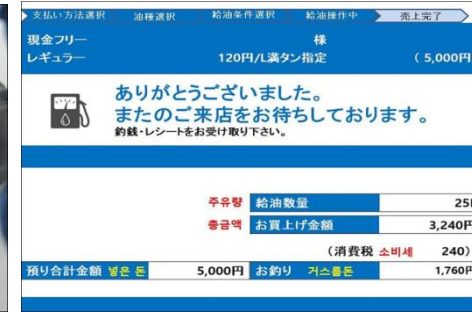 支払い方法選択 油種選択 給油条件選択 給油操作中 売上完了
現金フリー 様
レギュラー 120円/L満タン指定 ( 5,000円
ありがとうござい ました。
またのご来店をお待ちしております。
釣銭・レシートをお受け取り下さい。
주유량 給油数量 25
총금액 お買上げ金額 3,240円
(消費税 소비세 240)
預り合計金額 넣은 돈 5,000円 お釣り 거스름돈 1,760円